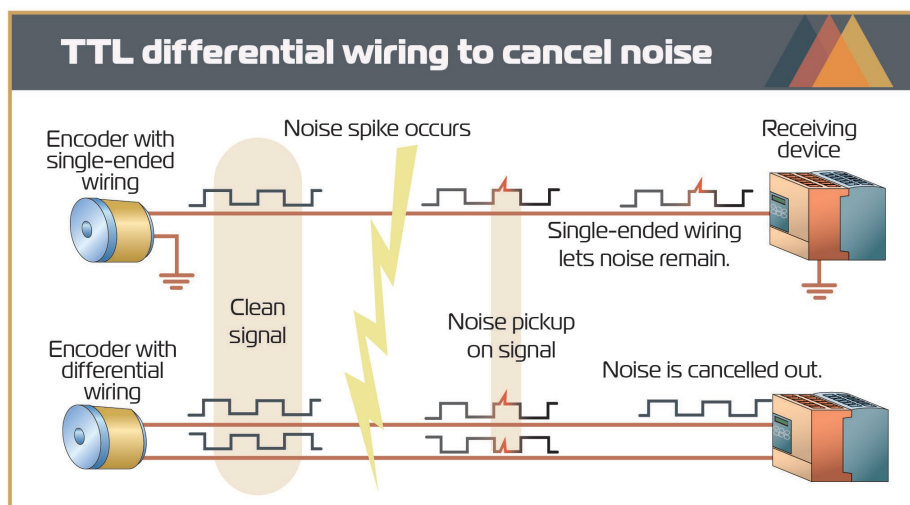 TTL differential wiring to cancel noise
Encoder with
single-ended
wiring
Noise spike occurs
Receiving
device
Single-ended wiring
lets noise remain.
Clean
signal
Noise pickup
on signal
Encoder with
differential
wiring
Noise is cancelled out.